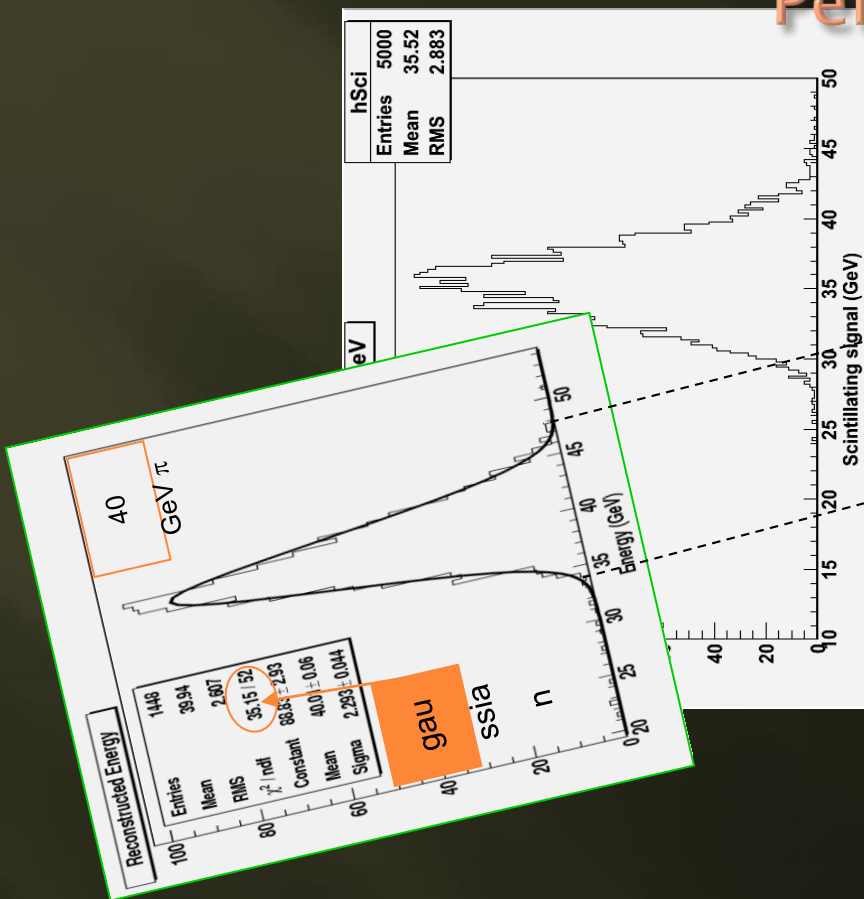 hSci
Entries 5000
Mean 35.52
RMS 2.883
eV
40 20 0
10 15 20 25 30 35 40 45 50
Scintillating signal (GeV)
Reconstructed Energy
Entries 1448
Mean 39.94
RMS 2.607
χ² / ndf 35.15 / 52
Constant ± 2.93
Mean 40.01 ± 0.06
Sigma 2.293 ± 0.044
40
GeV π
gau
ssia
n
100 80 60 40 20 0
20 25 30 35 40 45 50
Energy (GeV)